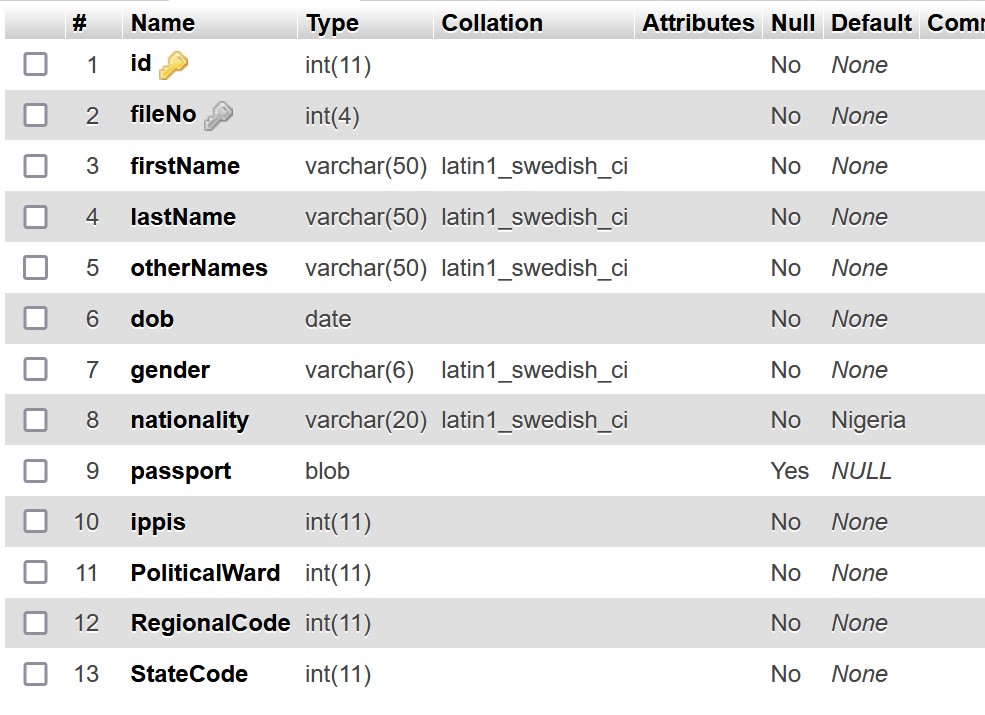 # Name Type Collation Attributes Null Default Comm
1 id int(11) No None
2 fileNo int(4) No None
3 firstName varchar(50) latin1_swedish_ci No None
4 lastName varchar(50) latin1_swedish_ci No None
5 otherNames varchar(50) latin1_swedish_ci No None
6 dob date No None
7 gender varchar(6) latin1_swedish_ci No None
8 nationality varchar(20) latin1_swedish_ci No Nigeria
9 passport blob Yes NULL
10 ippis int(11) No None
11 PoliticalWard int(11) No None
12 RegionalCode int(11) No None
13 StateCode int(11) No None